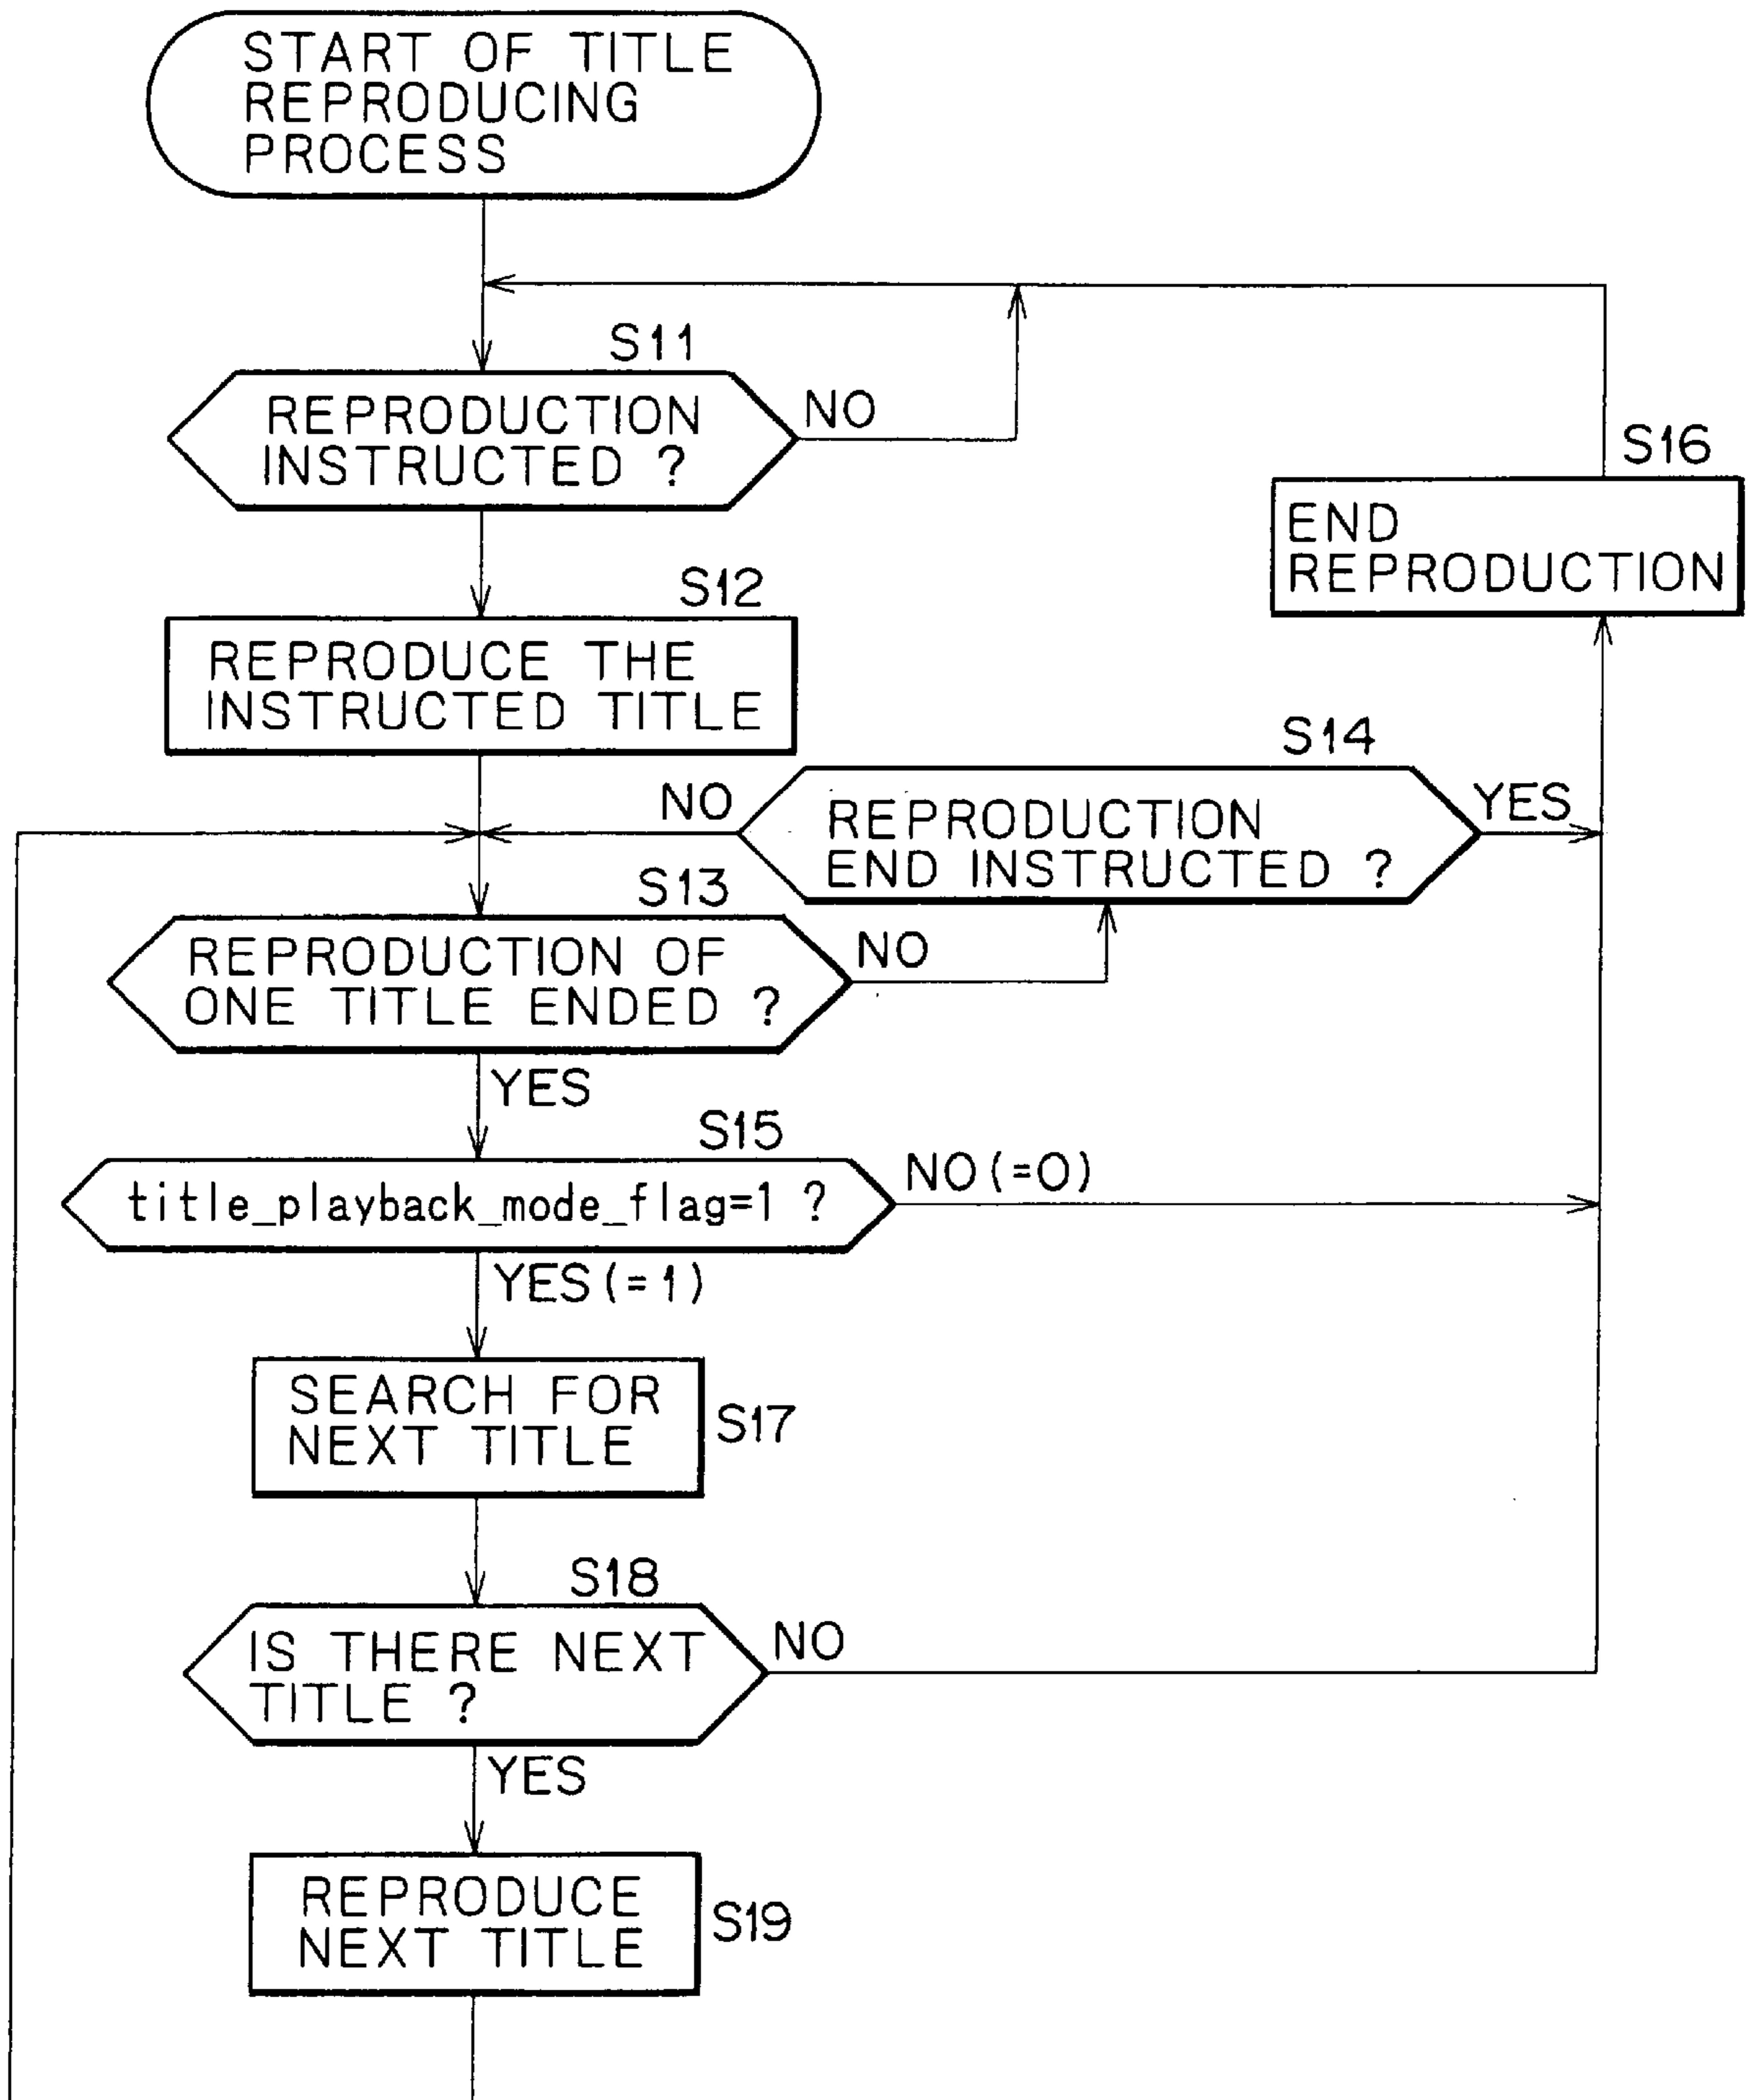 START OF TITLE
REPRODUCING
PROCESS
S11
REPRODUCTION
INSTRUCTED ?
NO
S16
END
REPRODUCTION
S12
REPRODUCE THE
INSTRUCTED TITLE
S14
NO
REPRODUCTION
END INSTRUCTED ?
YES
S13
REPRODUCTION OF
ONE TITLE ENDED ?
NO
YES
S15
title_playback_mode_flag=1 ?
NO(=0)
YES(=1)
SEARCH FOR
NEXT TITLE
S17
S18
IS THERE NEXT
TITLE ?
NO
YES
REPRODUCE
NEXT TITLE
S19